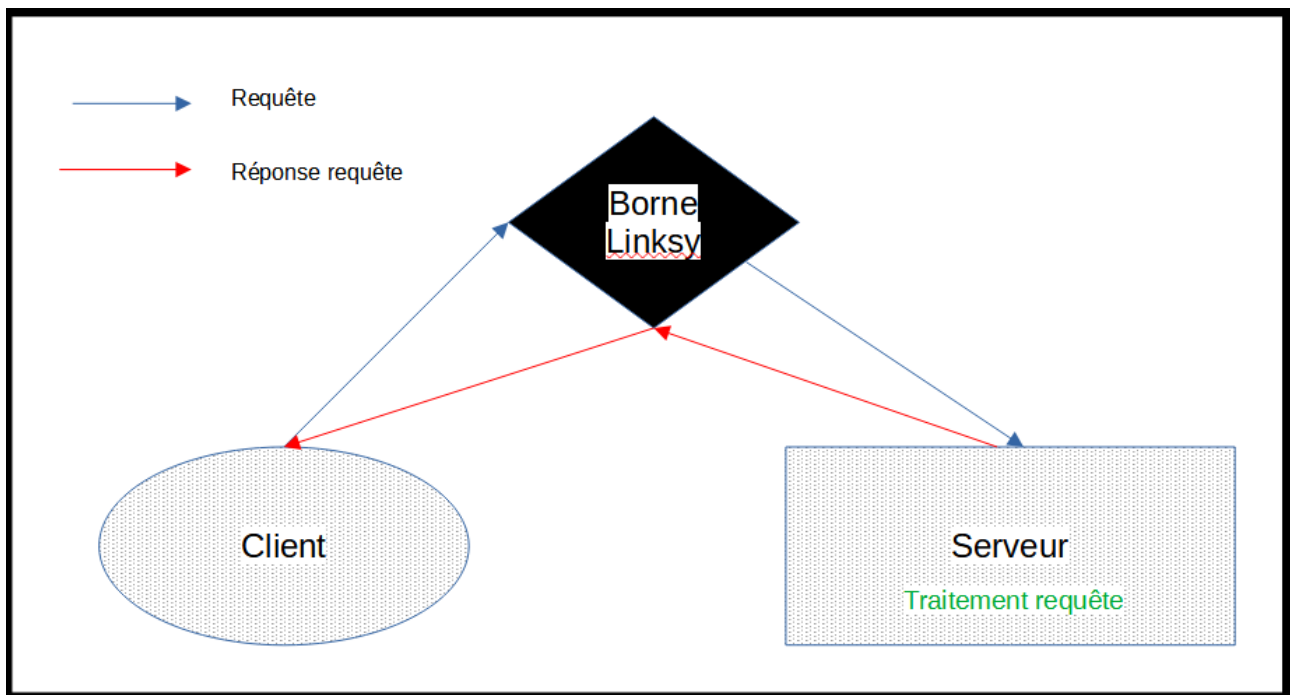 Requête
Réponse requête
Borne
Linksy
Client
Serveur
Traitement requête